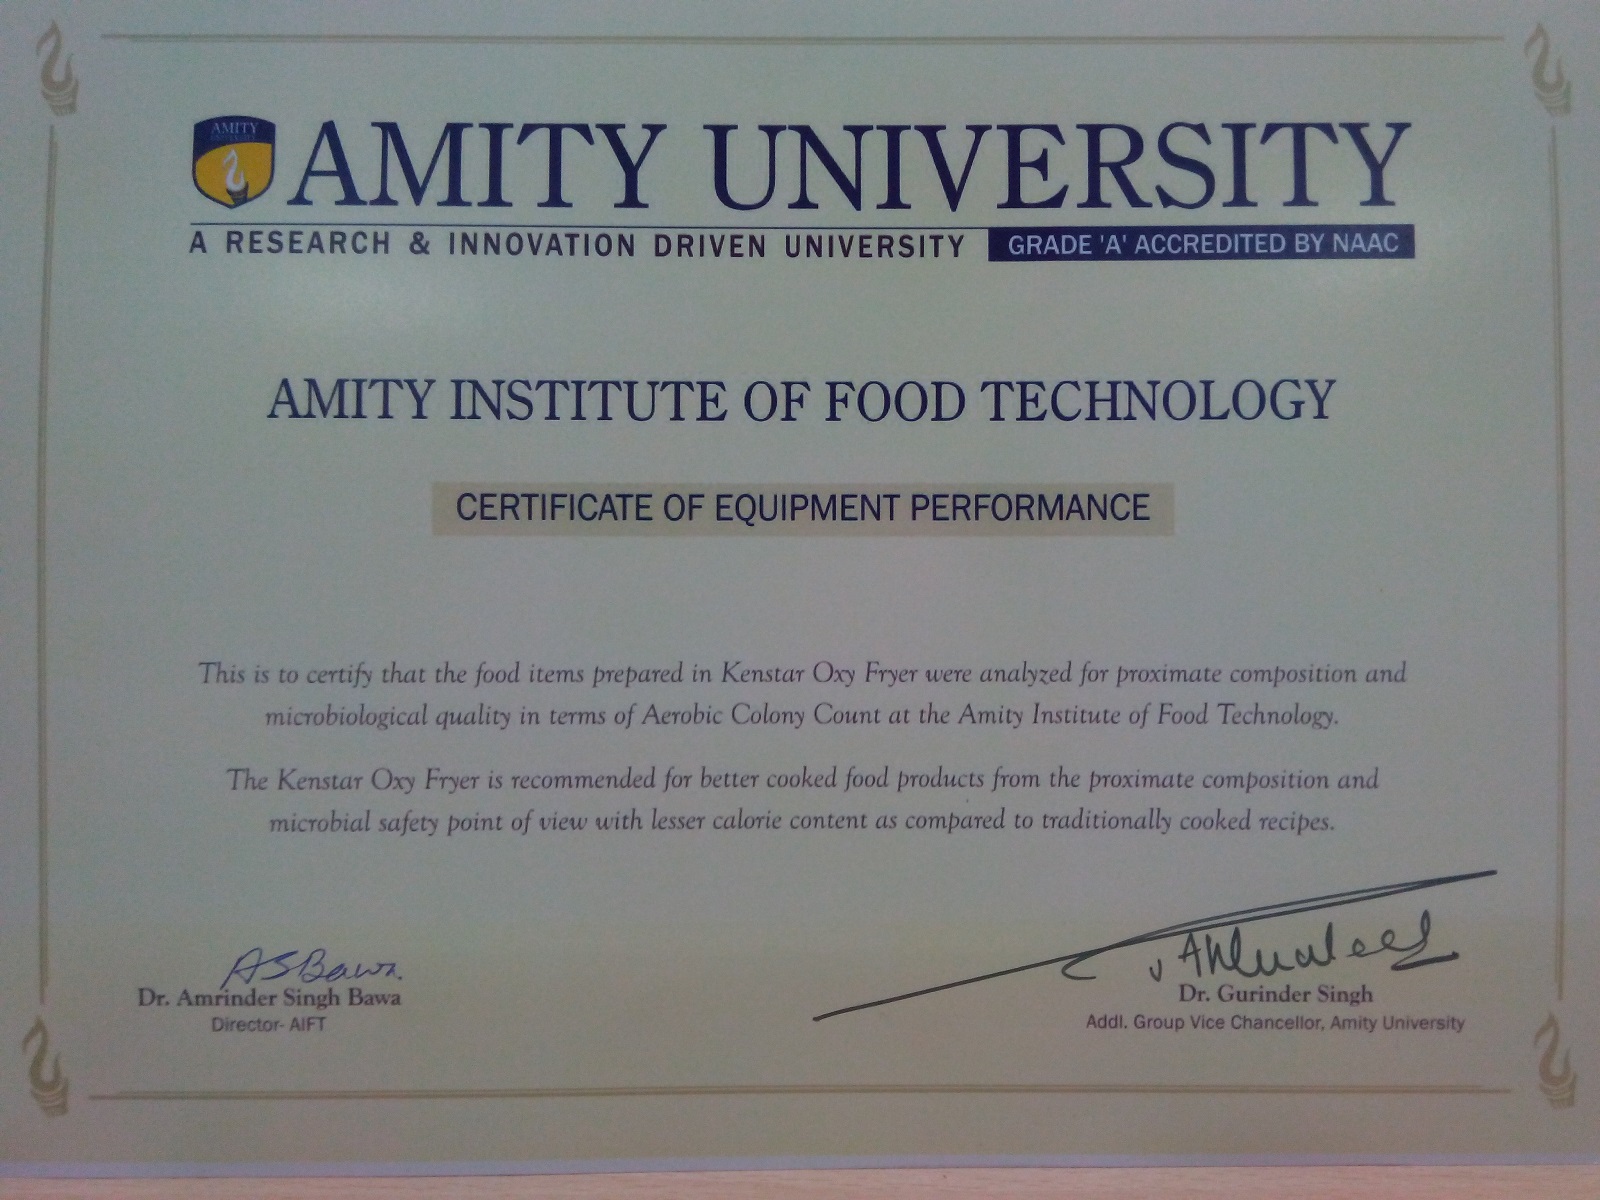 AMITY
UNIVERSITY
AMITY UNIVERSITY
A RESEARCH & INNOVATION DRIVEN UNIVERSITY GRADE 'A' ACCREDITED BY NAAC
AMITY INSTITUTE OF FOOD TECHNOLOGY
CERTIFICATE OF EQUIPMENT PERFORMANCE
This is to certify that the food items prepared in Kenstar Oxy Fryer were analyzed for proximate composition and
microbiological quality in terms of Aerobic Colony Count at the Amity Institute of Food Technology.
The Kenstar Oxy Fryer is recommended for better cooked food products from the proximate composition and
microbial safety point of view with lesser calorie content as compared to traditionally cooked recipes.
ASBawa
Dr. Amrinder Singh Bawa
Director- AIFT
Dr. Gurinder Singh
Addl. Group Vice Chancellor, Amity University